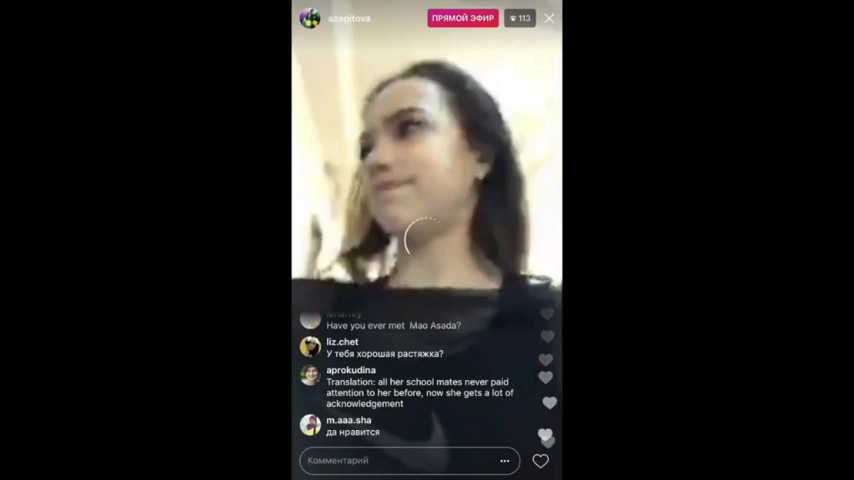 azagitova
ПРЯМОЙ ЭФИР
113
Have you ever met Mao Asada?
liz.chet
У тебя хорошая растяжка?
aprokudina
Translation: all her school mates never paid
attention to her before, now she gets a lot of
acknowledgement
m.aaa.sha
да нравится
Комментарий